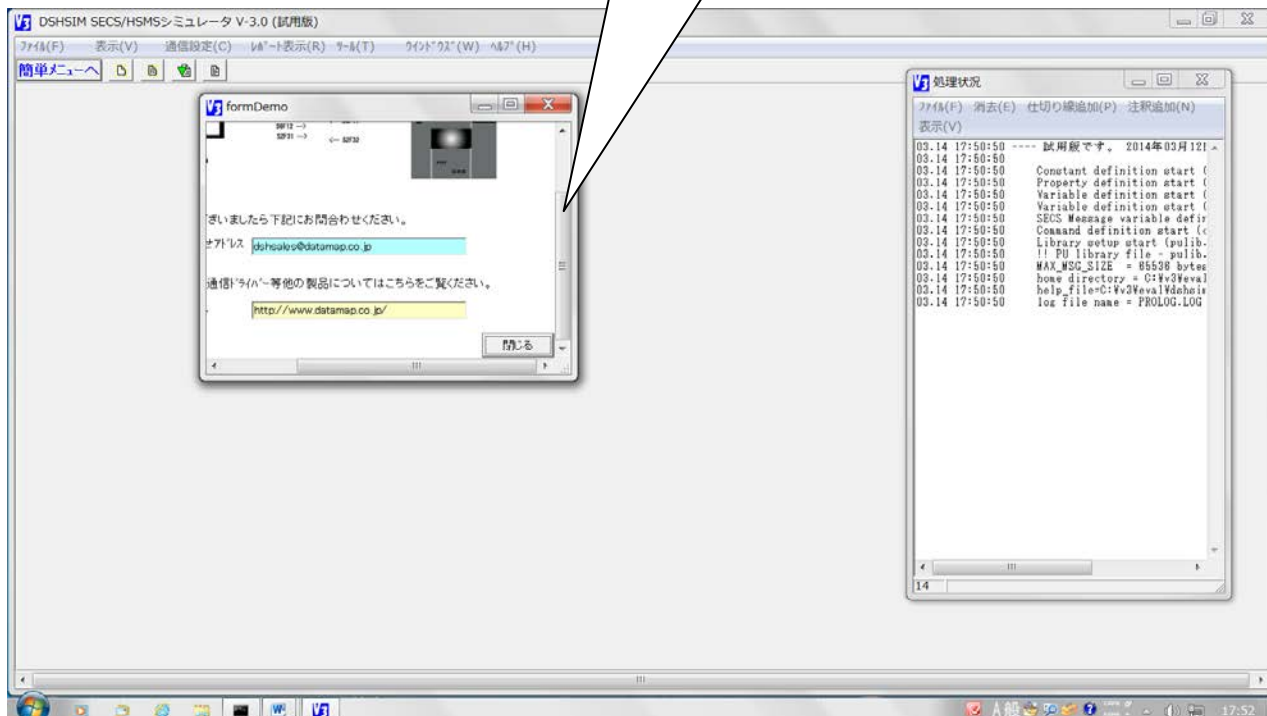 DSHSIM SECS/HSMSシミュレータ V-3.0 (試用版)
ファイル(F) 表示(V) 通信設定(C) レポート表示(R) ツール(T) ウインドウズ(W) ヘルプ(H)
簡単メニューへ
formDemo
S6F12 -->
S2F31 --> <-- S2F32
ざいましたら下記にお問合わせください。
せアドレス dshsales@datamap.co.jp
通信ドライバー等他の製品についてはこちらをご覧ください。
http://www.datamap.co.jp/
閉じる
処理状況
ファイル(F) 消去(E) 仕切り線追加(P) 注釈追加(N)
表示(V)
03.14 17:50:50 ---- 試用版です。 2014年03月12
03.14 17:50:50
03.14 17:50:50 Constant definition start (
03.14 17:50:50 Property definition start (
03.14 17:50:50 Variable definition start (
03.14 17:50:50 Variable definition start (
03.14 17:50:50 SECS Message variable defir
03.14 17:50:50 Command definition start (c
03.14 17:50:50 Library setup start (pulib.
03.14 17:50:50 !! PU library file - pulib.
03.14 17:50:50 MAX_MSG_SIZE = 65536 bytes
03.14 17:50:50 home directory = C:¥v3¥eval
03.14 17:50:50 help_file=C:¥v3¥eval¥dshsim
03.14 17:50:50 log file name = PROLOG.LOG
14
A 般
17:52